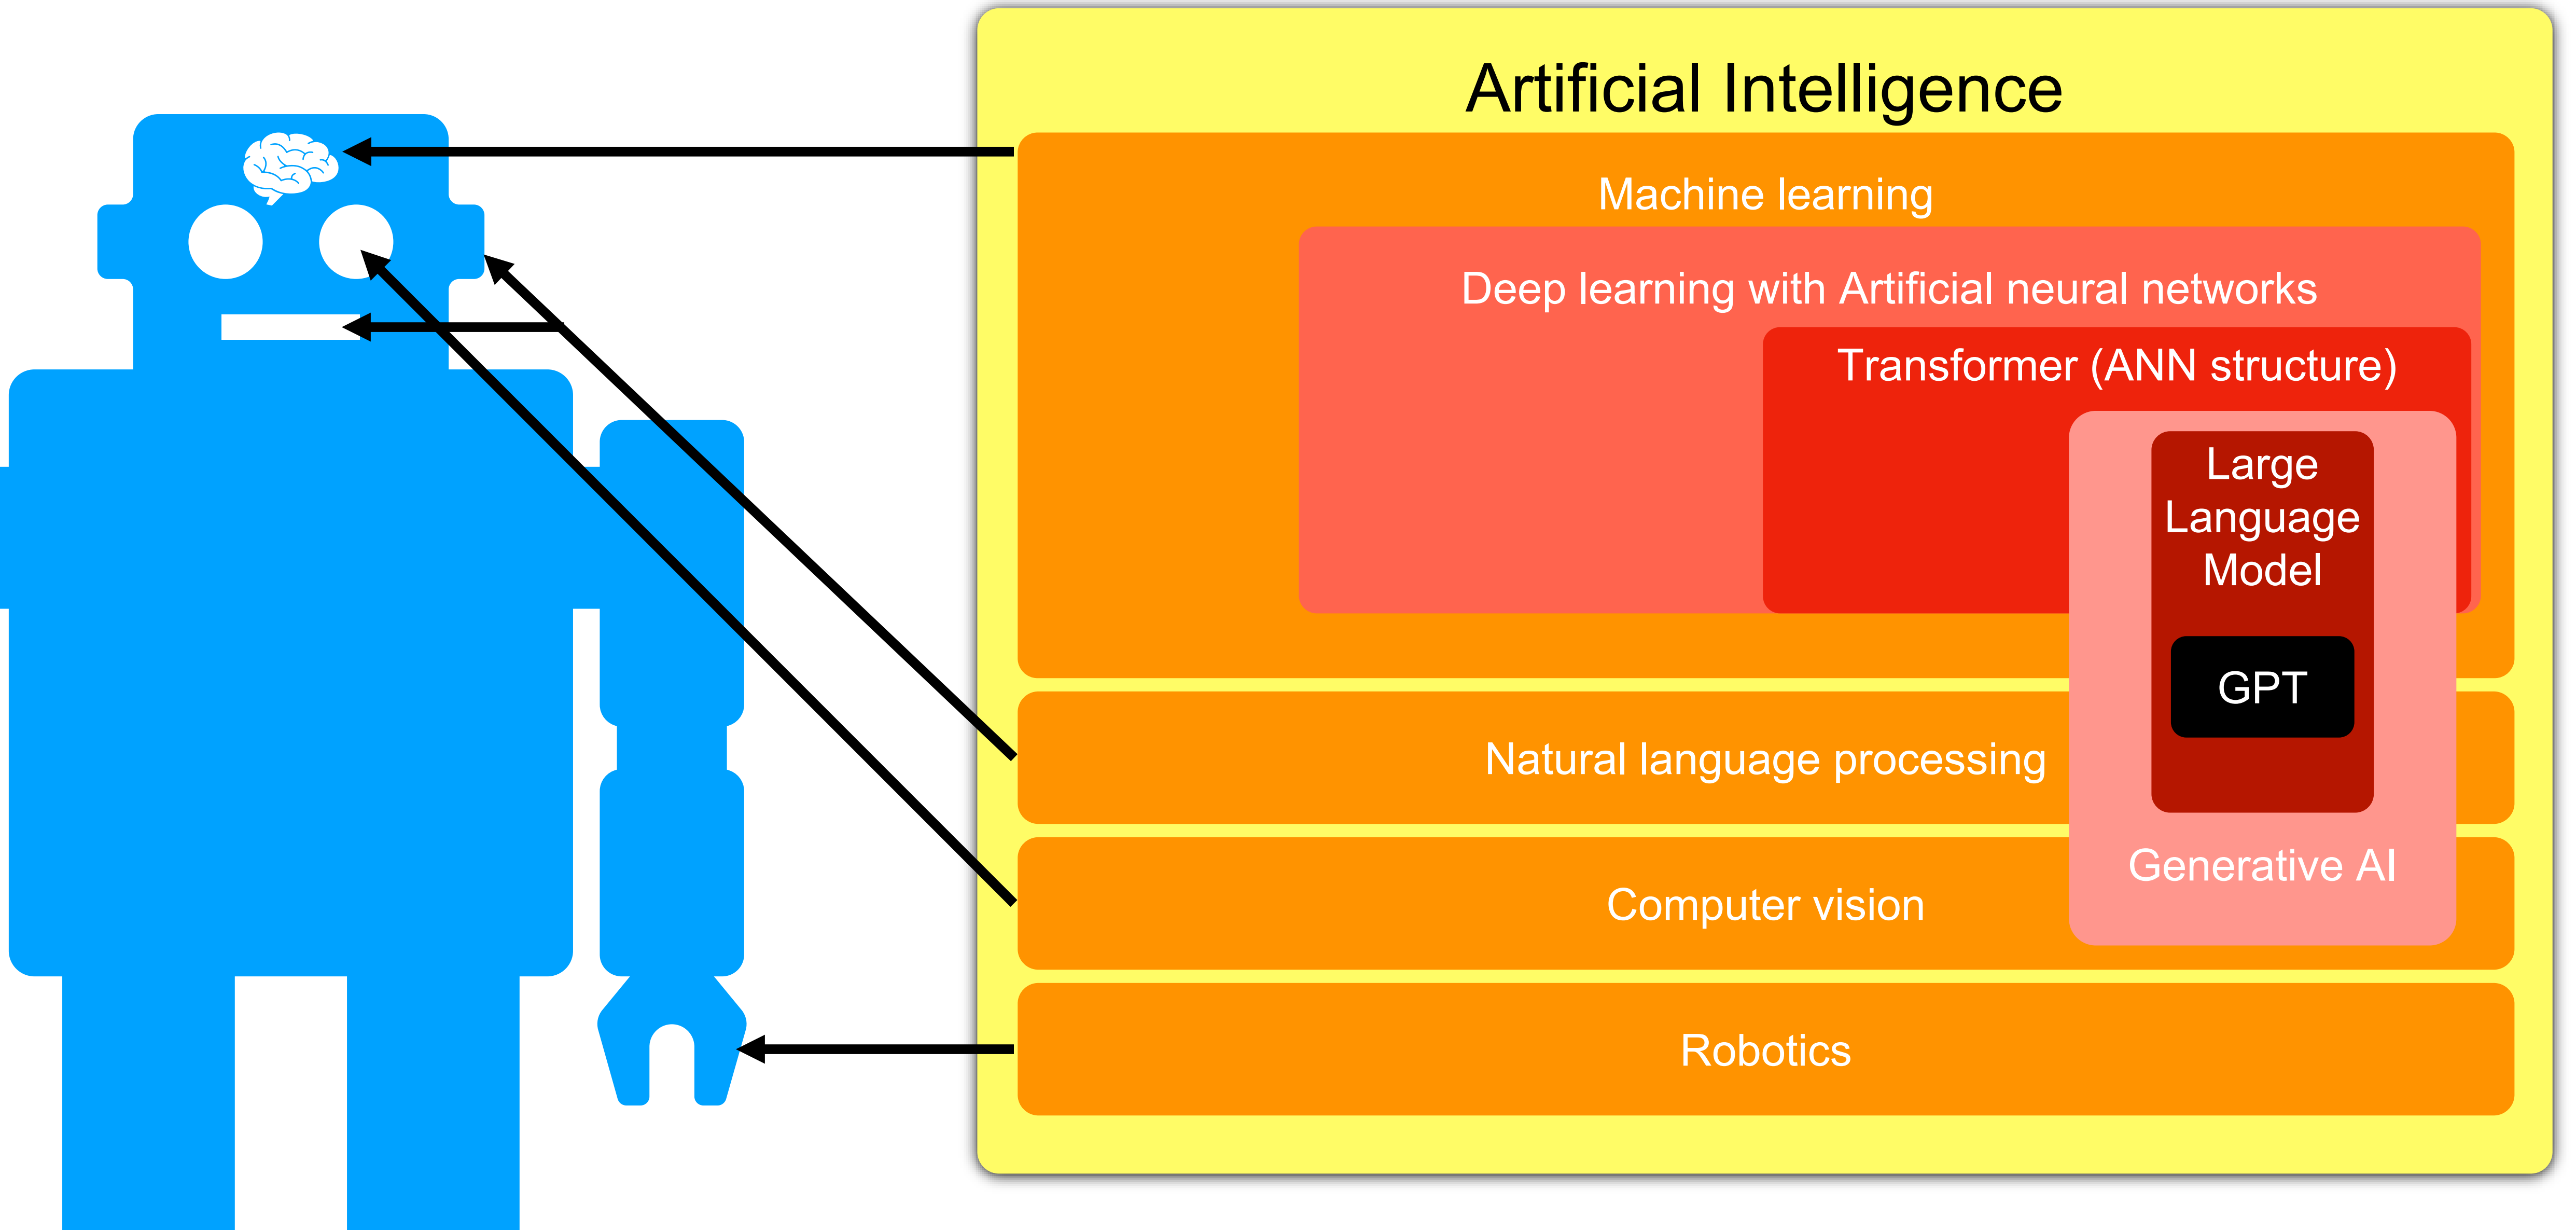 Artificial Intelligence
Machine learning
Deep learning with Artificial neural networks
Transformer (ANN structure)
Large
Language
Model
GPT
Natural language processing
Generative AI
Computer vision
Robotics